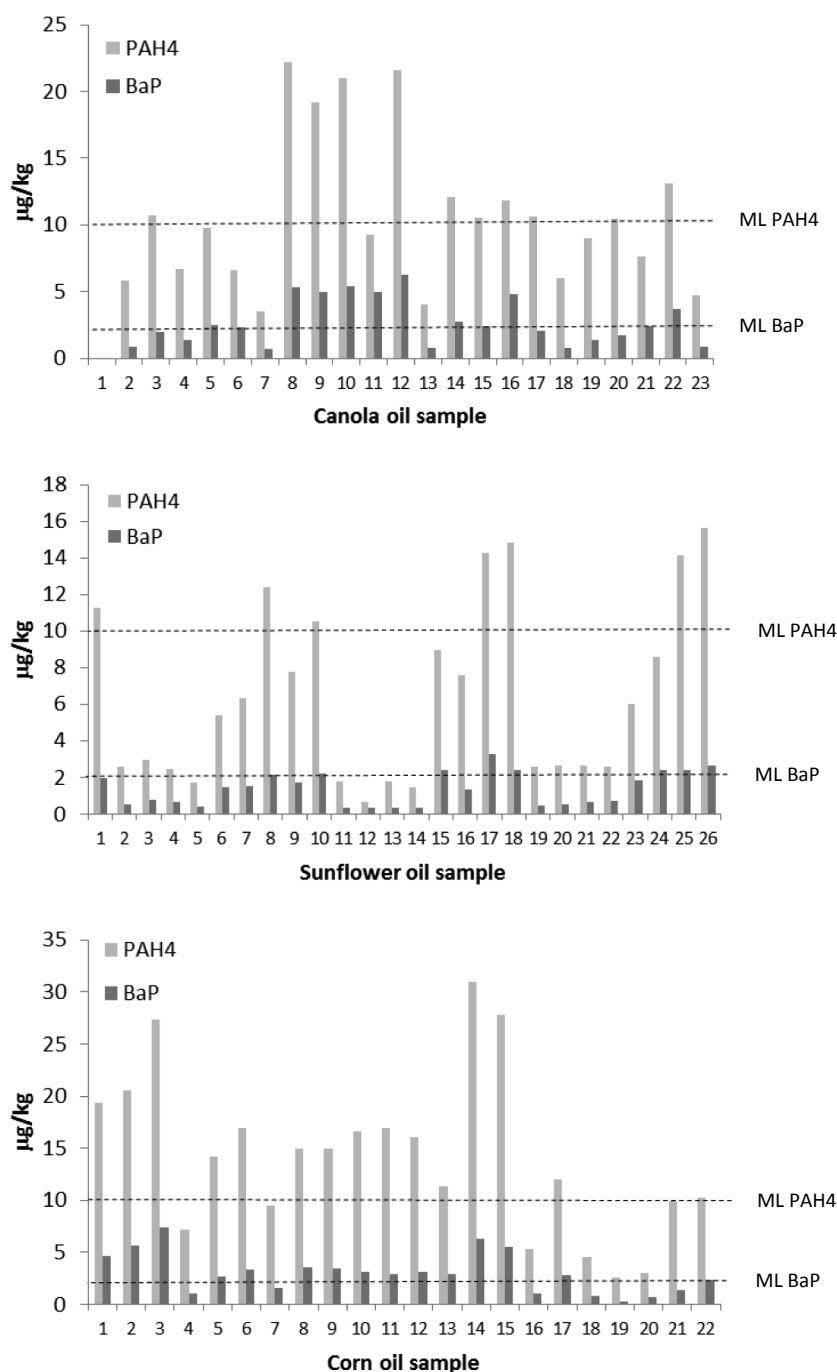 25
PAH4
20
BaP
15
µg/kg
10
ML PAH4
5
ML BaP
0
1 2 3 4 5 6 7 8 9 10 11 12 13 14 15 16 17 18 19 20 21 22 23
Canola oil sample
18
PAH4
16
BaP
14
12
µg/kg
10
ML PAH4
8
6
4
2
ML BaP
0
1 2 3 4 5 6 7 8 9 10 11 12 13 14 15 16 17 18 19 20 21 22 23 24 25 26
Sunflower oil sample
35
PAH4
30
BaP
25
20
µg/kg
15
10
ML PAH4
5
ML BaP
0
1 2 3 4 5 6 7 8 9 10 11 12 13 14 15 16 17 18 19 20 21 22
Corn oil sample